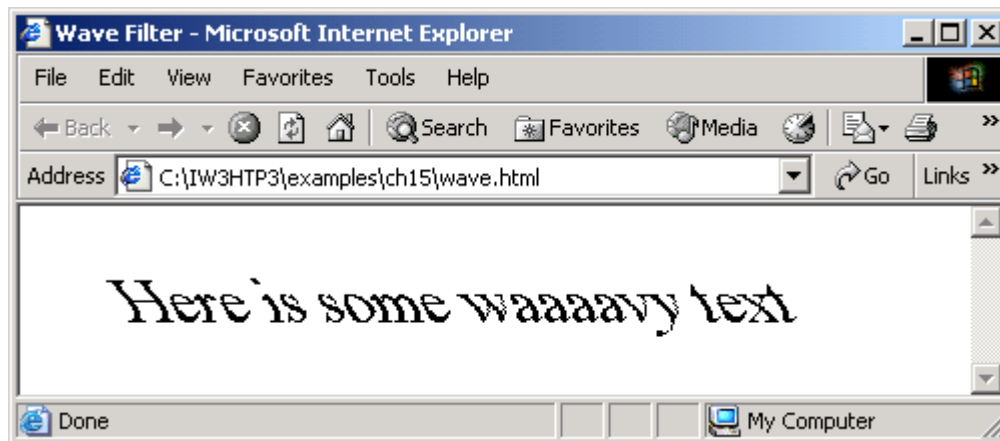 Wave Filter - Microsoft Internet Explorer
File Edit View Favorites Tools Help
Back Search Favorites Media »
Address C:\IW3HTP3\examples\ch15\wave.html Go Links »
Here is some waaaavy text
Done My Computer